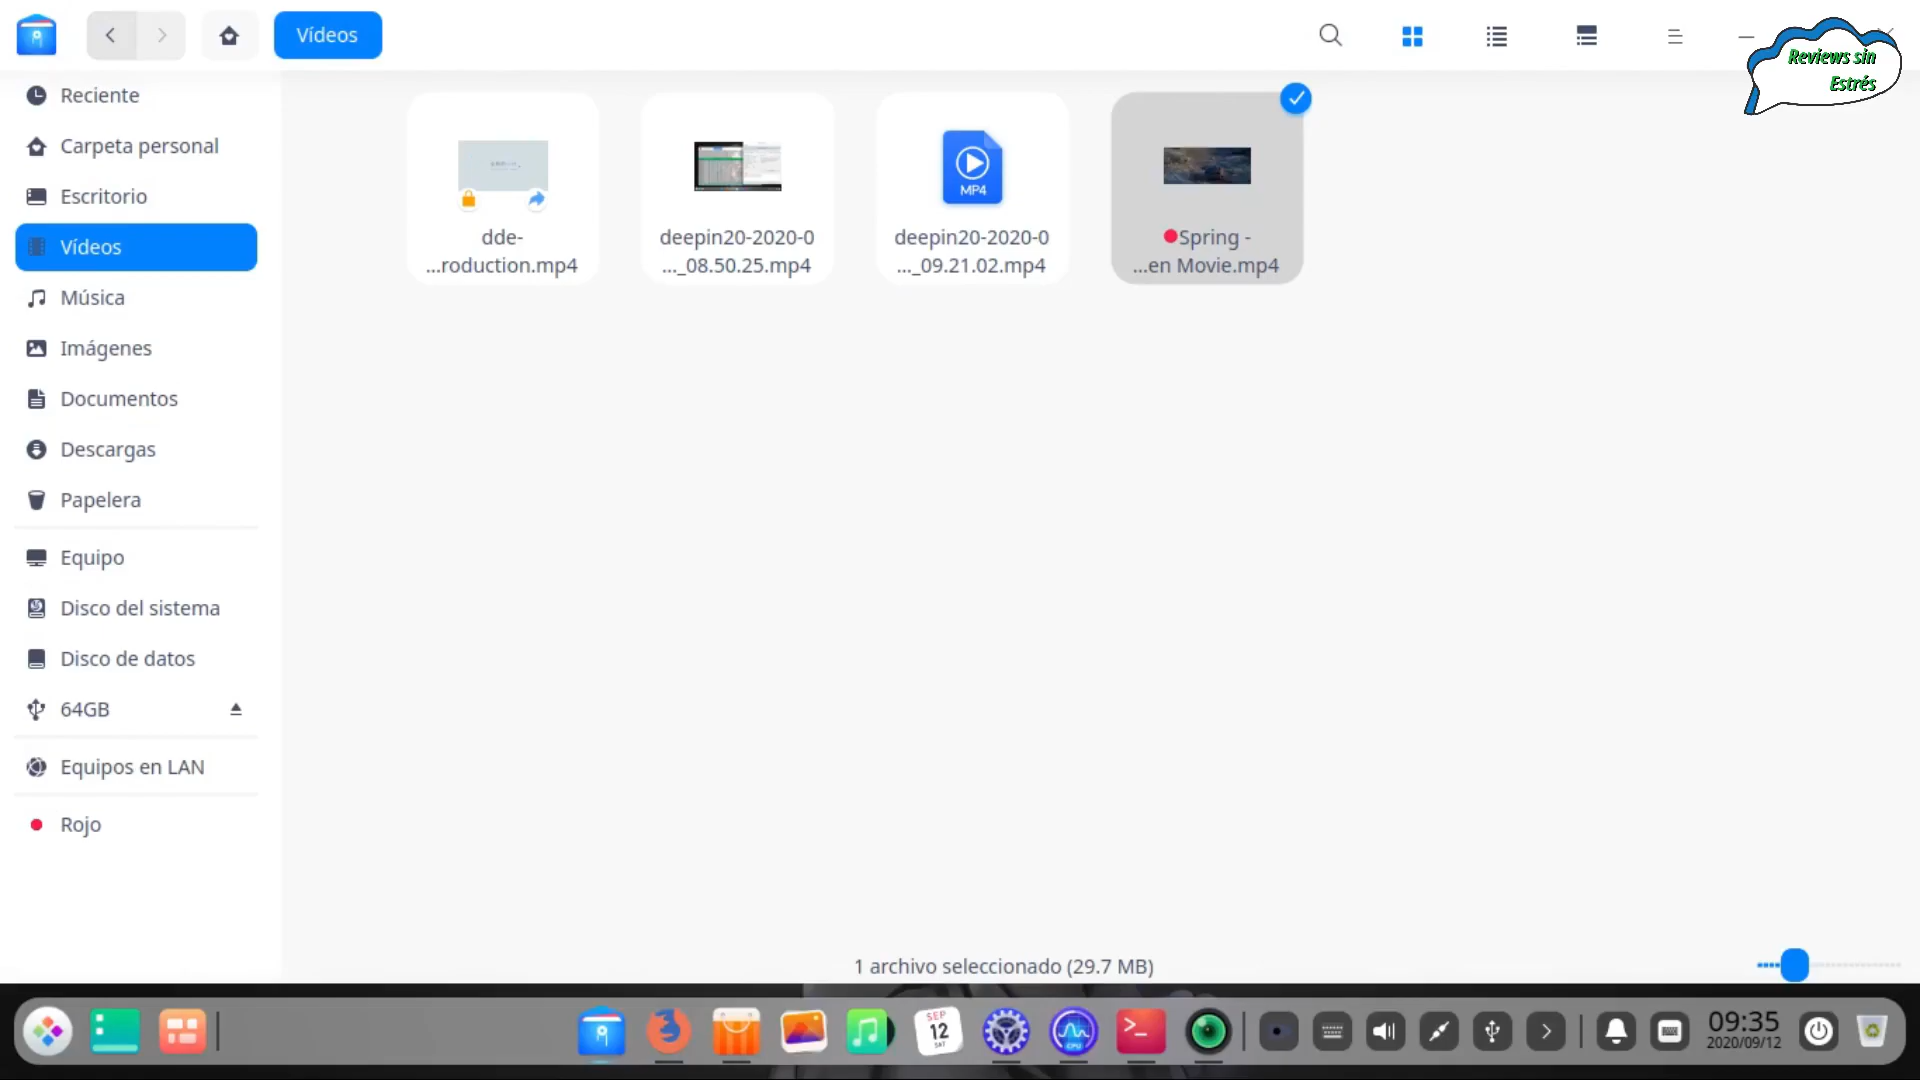 Vídeos
Reviews sin
Estrés
Reciente
Carpeta personal
Escritorio
Vídeos
Música
Imágenes
Documentos
Descargas
Papelera
Equipo
Disco del sistema
Disco de datos
64GB
Equipos en LAN
Rojo
dde-
...roduction.mp4
deepin20-2020-0
..._08.50.25.mp4
MP4
deepin20-2020-0
..._09.21.02.mp4
Spring -
...en Movie.mp4
1 archivo seleccionado (29.7 MB)
SEP
12
SAT
CPU
09:35
2020/09/12